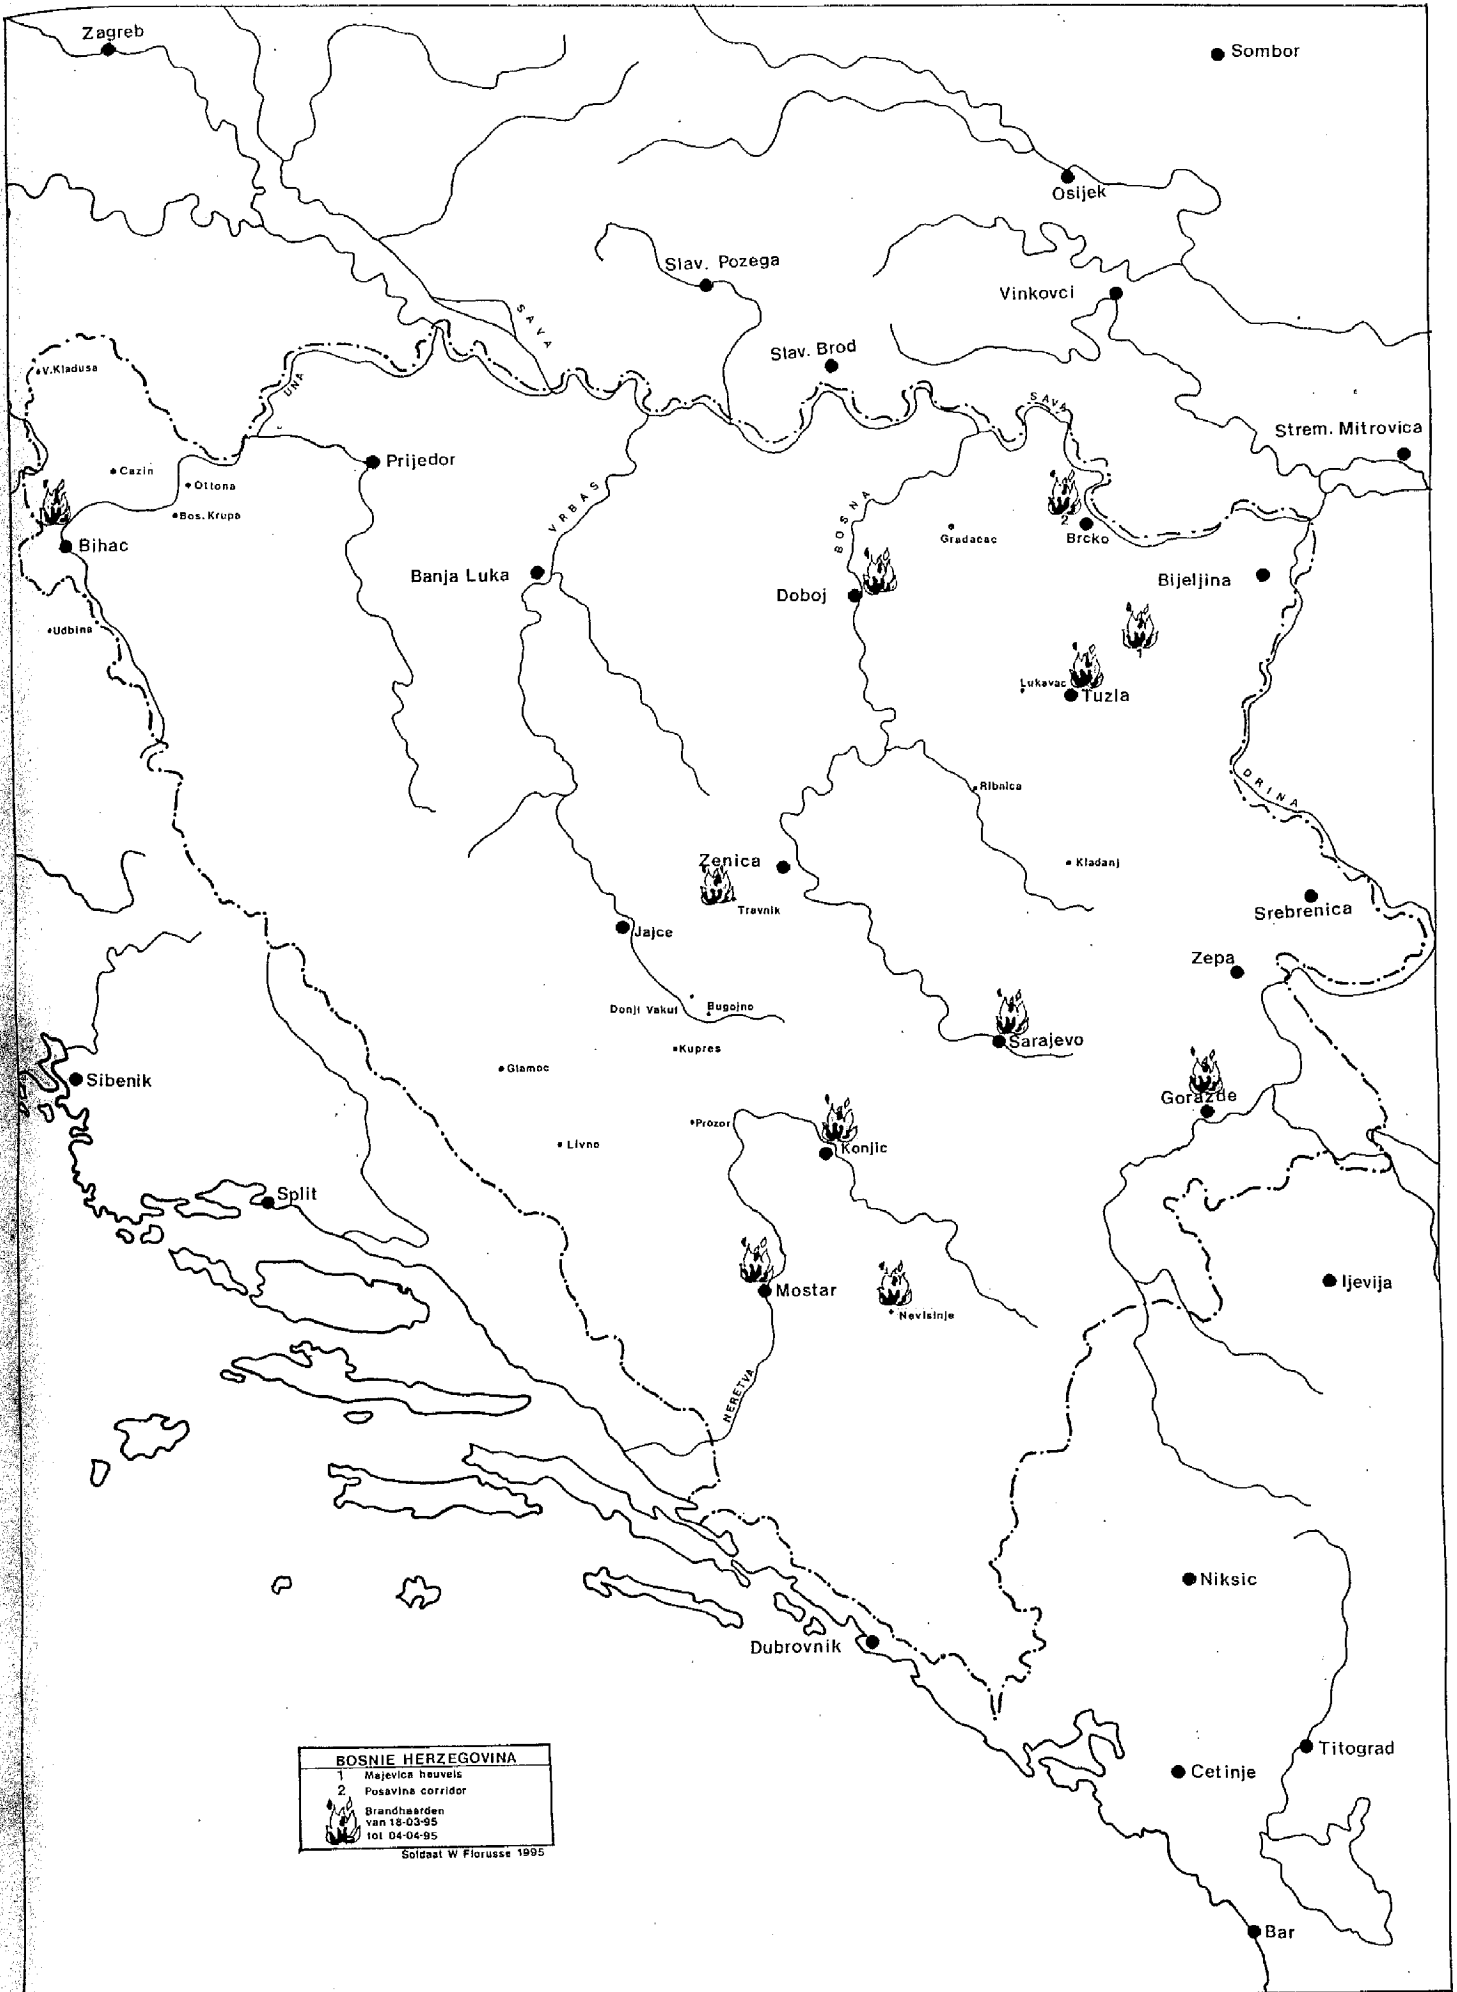 Zagreb
Sombor
Osijek
Slav. Pozega
Vinkovci
SAVA
Slav. Brod
V.Kladusa
UNA
SAVA
Strem. Mitrovica
Prijedor
Cazin
Ottona
Bos.Krupa
VRBAS
BOSNA
2
Gradacac
Brcko
Bihac
Banja Luka
Doboj
Bijeljina
Udbina
1
Lukavac
Tuzla
DRINA
Ribnica
Zenica
Kladanj
Travnik
Srebrenica
Jajce
Zepa
Donji Vakuf
Bugojno
Sarajevo
Kupres
Glamoc
Sibenik
Gorazde
Prozor
Livno
Konjic
Split
Mostar
Ijevija
Nevisinje
NERETVA
Niksic
Dubrovnik
Titograd
Cetinje
BOSNIE HERZEGOVINA
1 Majevica heuvels
2 Posavina corridor
Brandhaarden
van 18-03-95
tot 04-04-95
Soldaat W Florusse 1995
Bar